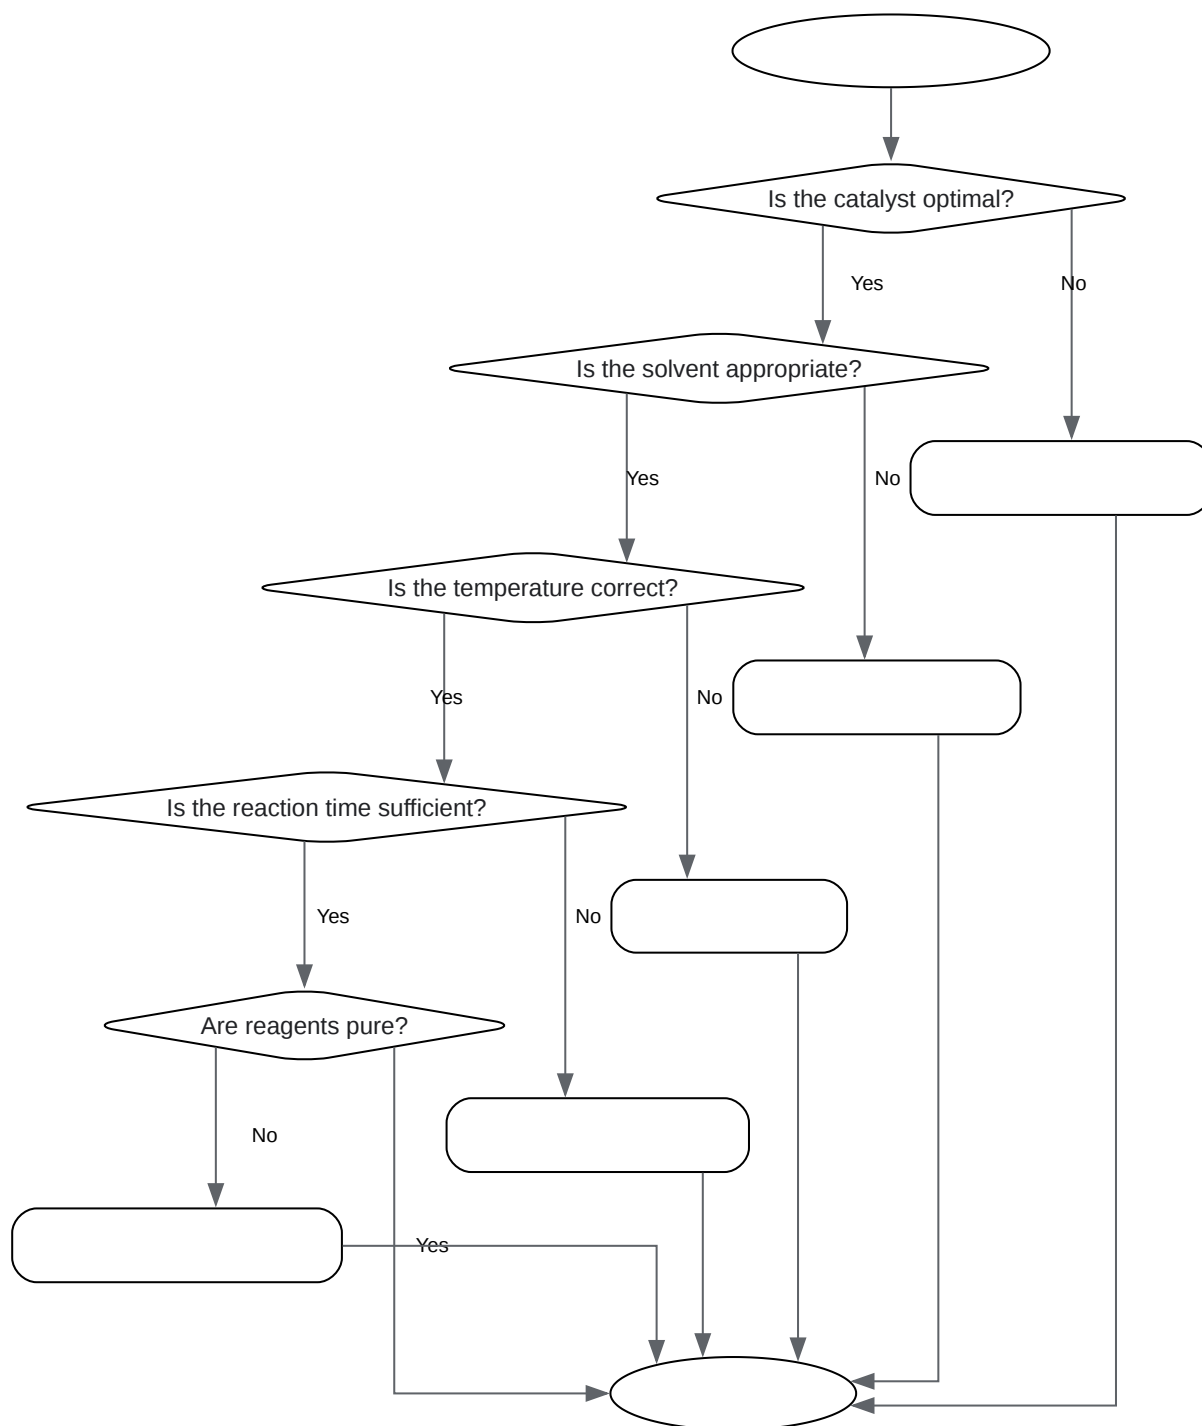 Is the catalyst optimal?
Yes
No
Is the solvent appropriate?
Yes
No
Is the temperature correct?
Yes
No
Is the reaction time sufficient?
Yes
No
Are reagents pure?
No
Yes